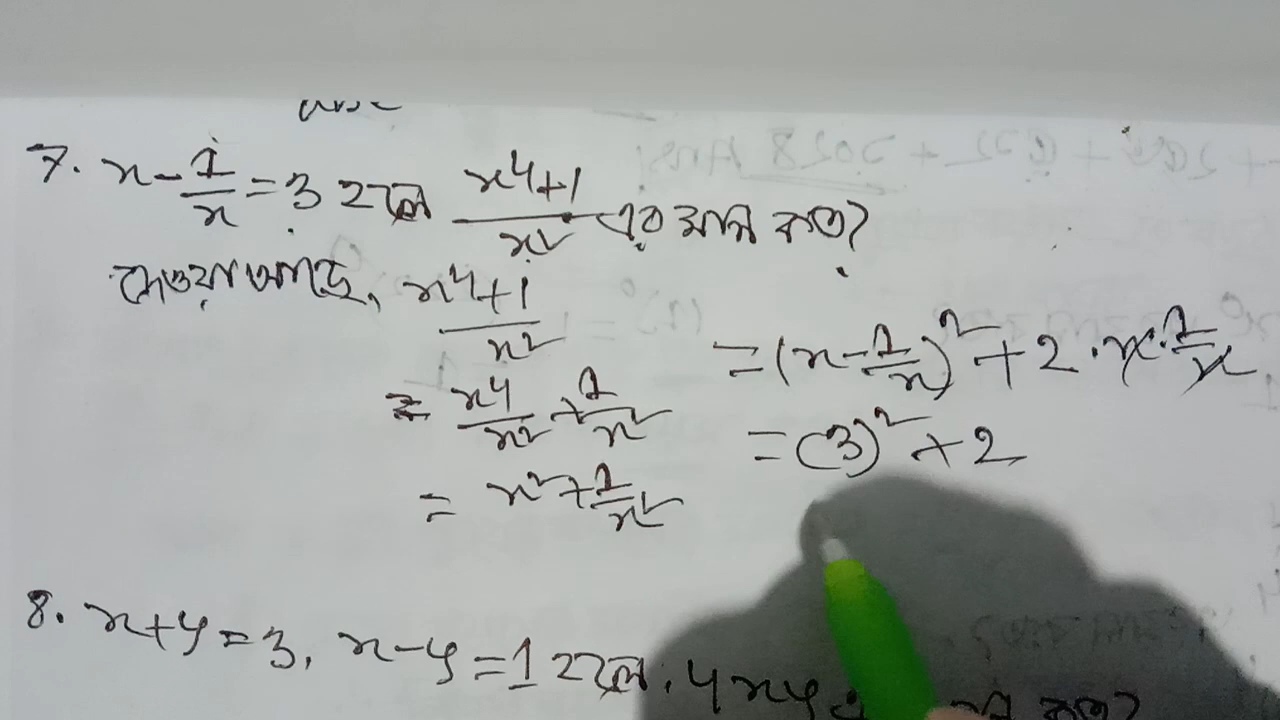 7. x - 1/x = 3 হলে x⁴+1/x² এর মান কত?
দেওয়া আছে, x⁴+1/x²
= x⁴/x² + 1/x²
= x² + 1/x²
= (x - 1/x)² + 2 · x · 1/x
= (3)² + 2
8. x+y = 3, x-y = 1 হলে, 4xy মান কত?